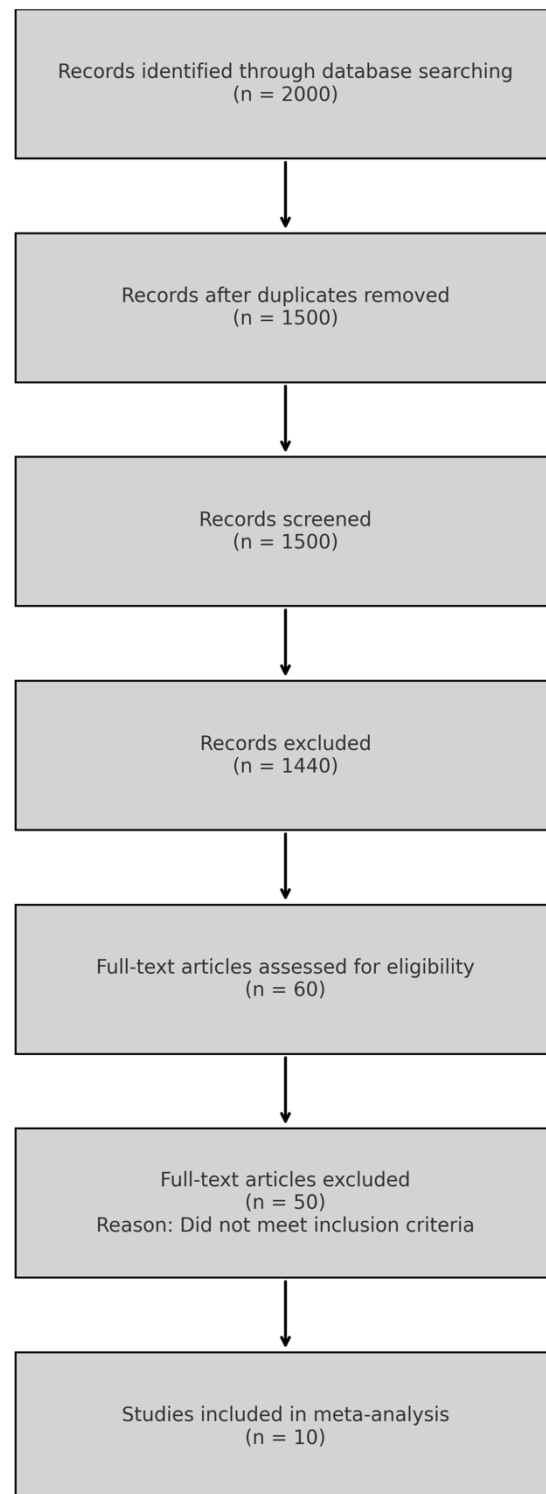 Records identified through database searching
(n = 2000)
Records after duplicates removed
(n = 1500)
Records screened
(n = 1500)
Records excluded
(n = 1440)
Full-text articles assessed for eligibility
(n = 60)
Full-text articles excluded
(n = 50)
Reason: Did not meet inclusion criteria
Studies included in meta-analysis
(n = 10)